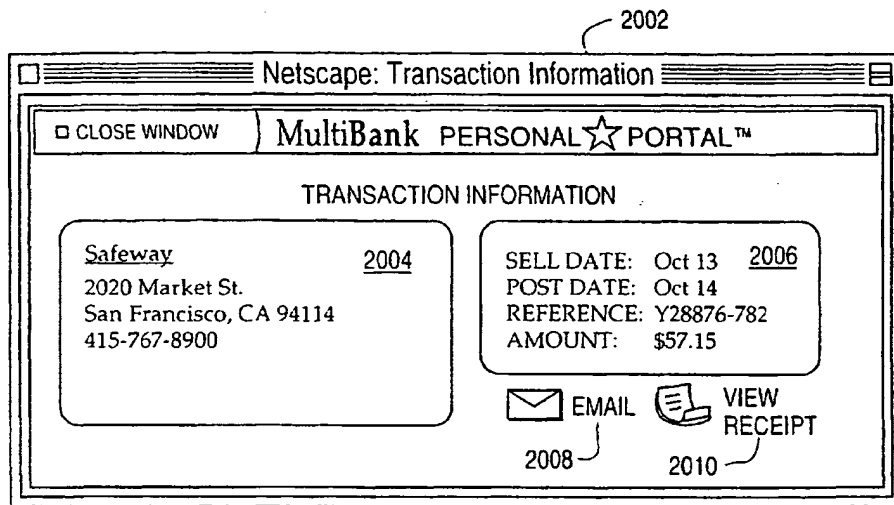 2002
Netscape: Transaction Information
CLOSE WINDOW MultiBank PERSONAL PORTAL™
TRANSACTION INFORMATION
Safeway 2004
2020 Market St.
San Francisco, CA 94114
415-767-8900
SELL DATE: Oct 13 2006
POST DATE: Oct 14
REFERENCE: Y28876-782
AMOUNT: $57.15
EMAIL
2008
VIEW
RECEIPT
2010